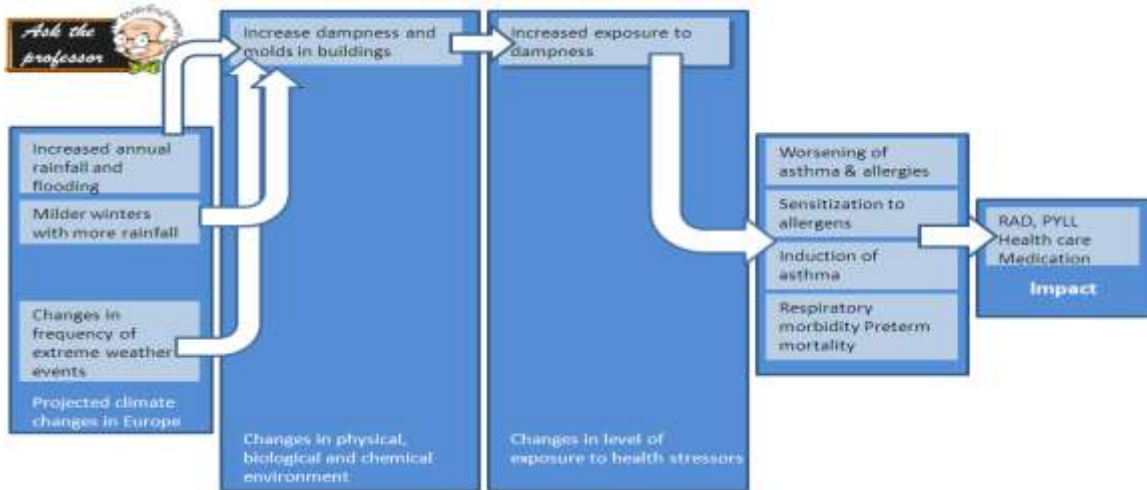 Ask the
professor
Increase dampness and
molds in buildings
Increased exposure to
dampness
Increased annual
rainfall and
flooding
Milder winters
with more rainfall
Changes in
frequency of
extreme weather
events
Projected climate
changes in Europe
Changes in physical,
biological and chemical
environment
Changes in level of
exposure to health stressors
Worsening of
asthma & allergies
Sensitization to
allergens
Induction of
asthma
Respiratory
morbidity Preterm
mortality
RAD, PYLL
Health care
Medication
Impact